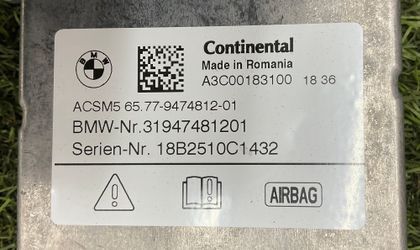 BMW
Continental
Made in Romania
A3C00183100 18 36
ACSM5 65.77-9474812-01
BMW-Nr.31947481201
Serien-Nr. 18B2510C1432
AIRBAG